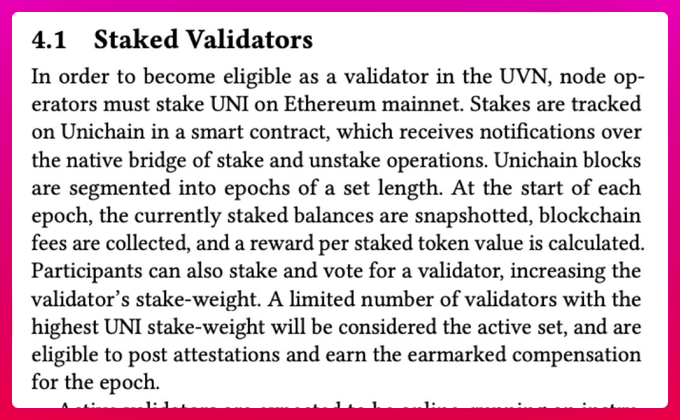 4.1 Staked Validators
In order to become eligible as a validator in the UVN, node op-
erators must stake UNI on Ethereum mainnet. Stakes are tracked
on Unichain in a smart contract, which receives notifications over
the native bridge of stake and unstake operations. Unichain blocks
are segmented into epochs of a set length. At the start of each
epoch, the currently staked balances are snapshotted, blockchain
fees are collected, and a reward per staked token value is calculated.
Participants can also stake and vote for a validator, increasing the
validator's stake-weight. A limited number of validators with the
highest UNI stake-weight will be considered the active set, and are
eligible to post attestations and earn the earmarked compensation
for the epoch.